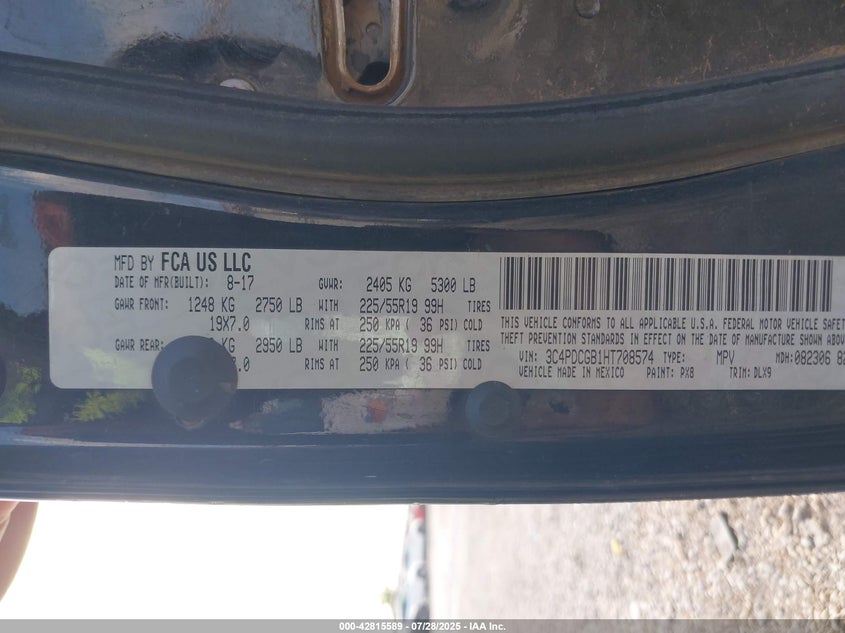 MFD BY FCA US LLC
DATE OF MFR(BUILT): 8-17 GVWR: 2405 KG 5300 LB
GAWR FRONT: 1248 KG 2750 LB WITH 225/55R19 99H TIRES
19X7.0 RIMS AT 250 KPA ( 36 PSI) COLD
GAWR REAR: KG 2950 LB WITH 225/55R19 99H TIRES
.0 RIMS AT 250 KPA ( 36 PSI) COLD
THIS VEHICLE CONFORMS TO ALL APPLICABLE U.S.A. FEDERAL MOTOR VEHICLE SAFET
THEFT PREVENTION STANDARDS IN EFFECT ON THE DATE OF MANUFACTURE SHOWN ABOV
VIN: 3C4PDCGB1HT708574 TYPE: MPV MDH: 082306 82
VEHICLE MADE IN MEXICO PAINT: PX8 TRIM: DLX9
000-42815589 - 07/28/2025 - IAA Inc.